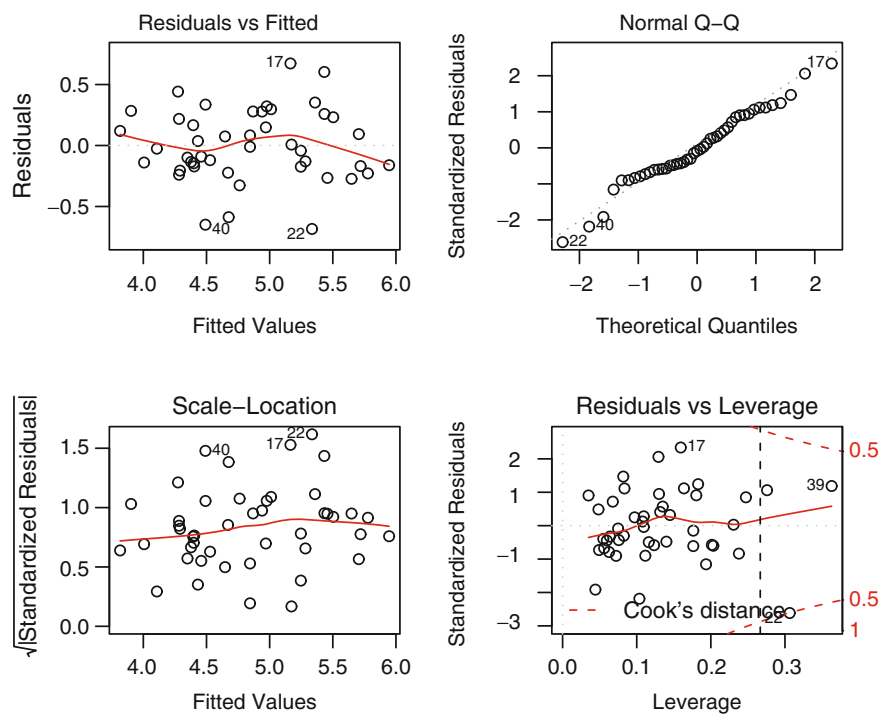 Residuals vs Fitted
Residuals
0.5
0.0
−0.5
17
40
22
4.0 4.5 5.0 5.5 6.0
Fitted Values
Normal Q−Q
Standardized Residuals
2
1
0
−2
17
40
22
−2 −1 0 1 2
Theoretical Quantiles
Scale−Location
√|Standardized Residuals|
1.5
1.0
0.5
0.0
40
17
22
4.0 4.5 5.0 5.5 6.0
Fitted Values
Residuals vs Leverage
Standardized Residuals
2
1
−1
−3
17
39
22
Cook's distance
0.5
0.5
1
0.0 0.1 0.2 0.3
Leverage